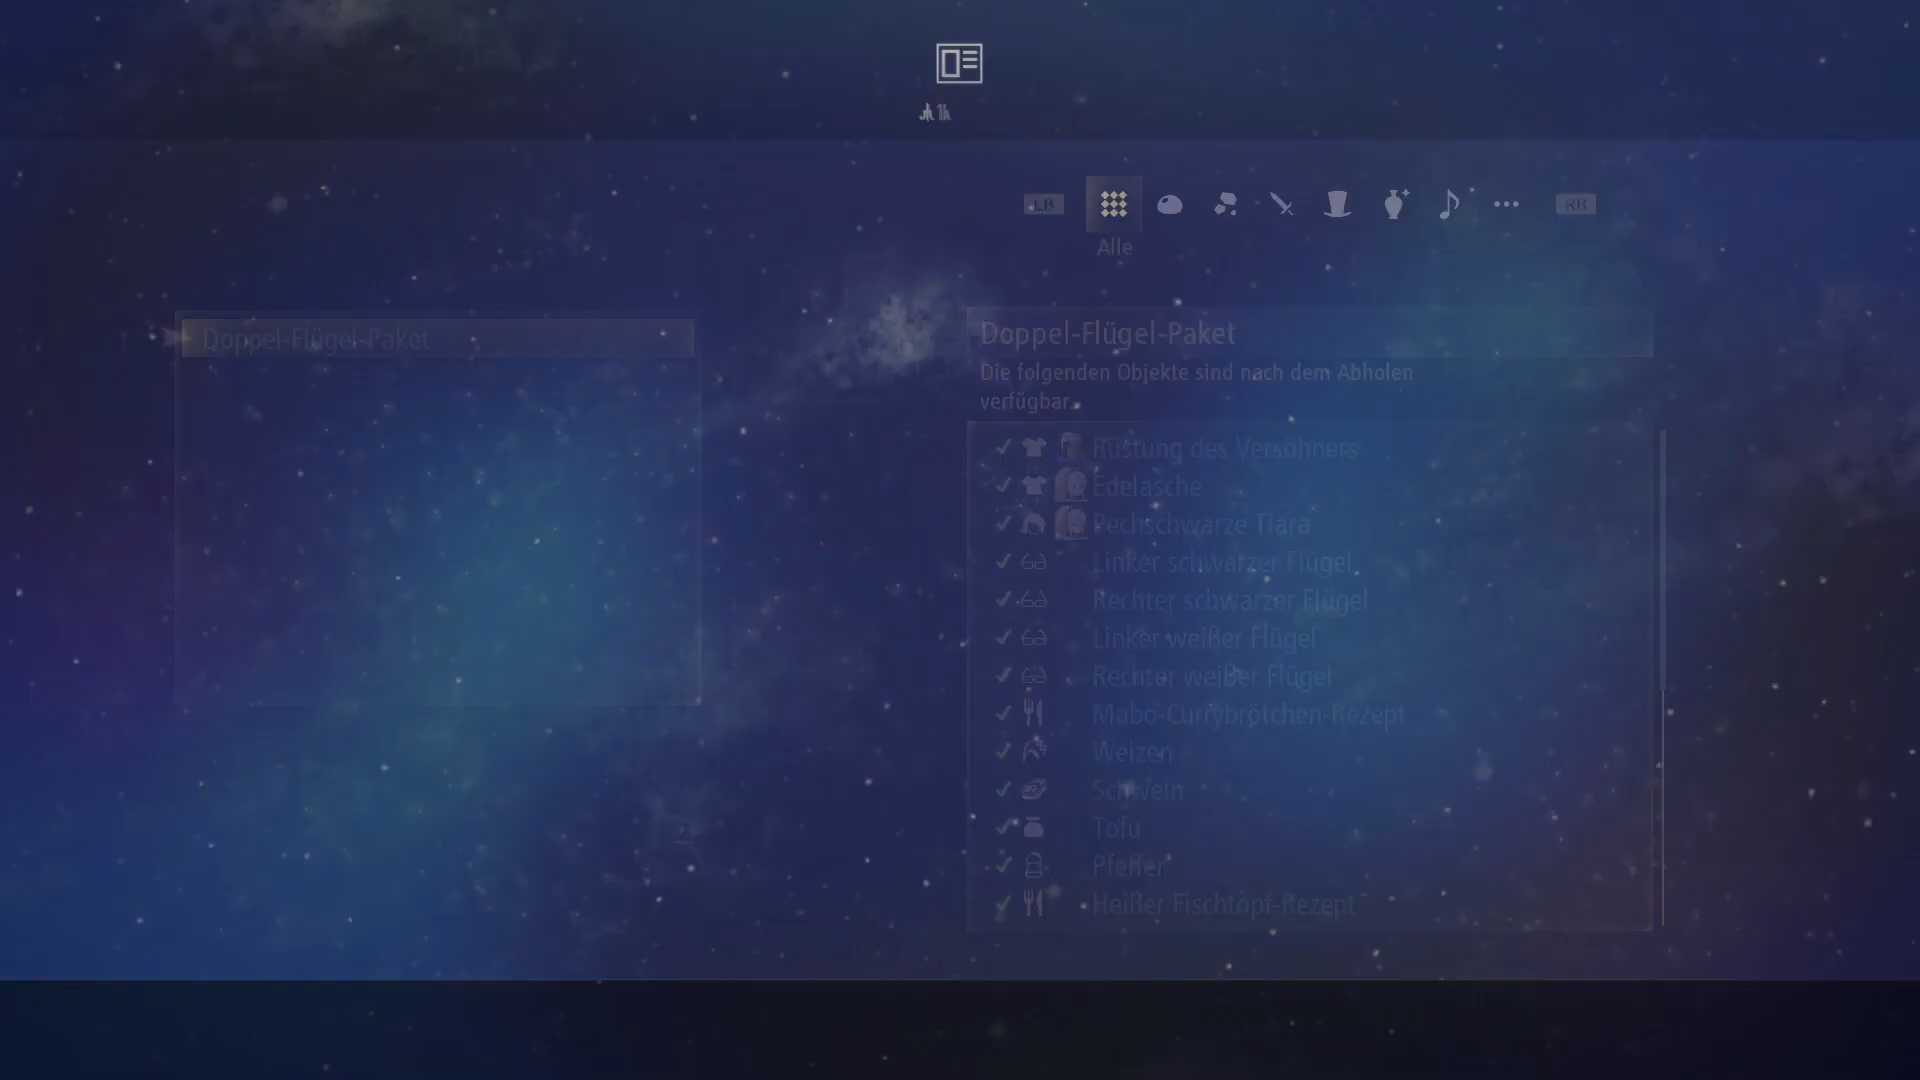 LB
RB
Alle
Doppel-Flügel-Paket
Doppel-Flügel-Paket
Die folgenden Objekte sind nach dem Abholen
verfügbar.
Rüstung des Versöhners
Edelasche
Pechschwarze Tiara
Linker schwarzer Flügel
Rechter schwarzer Flügel
Linker weißer Flügel
Rechter weißer Flügel
Mabo-Currybrötchen-Rezept
Weizen
Schwein
Tofu
Pfeffer
Heißer Fischtopf-Rezept